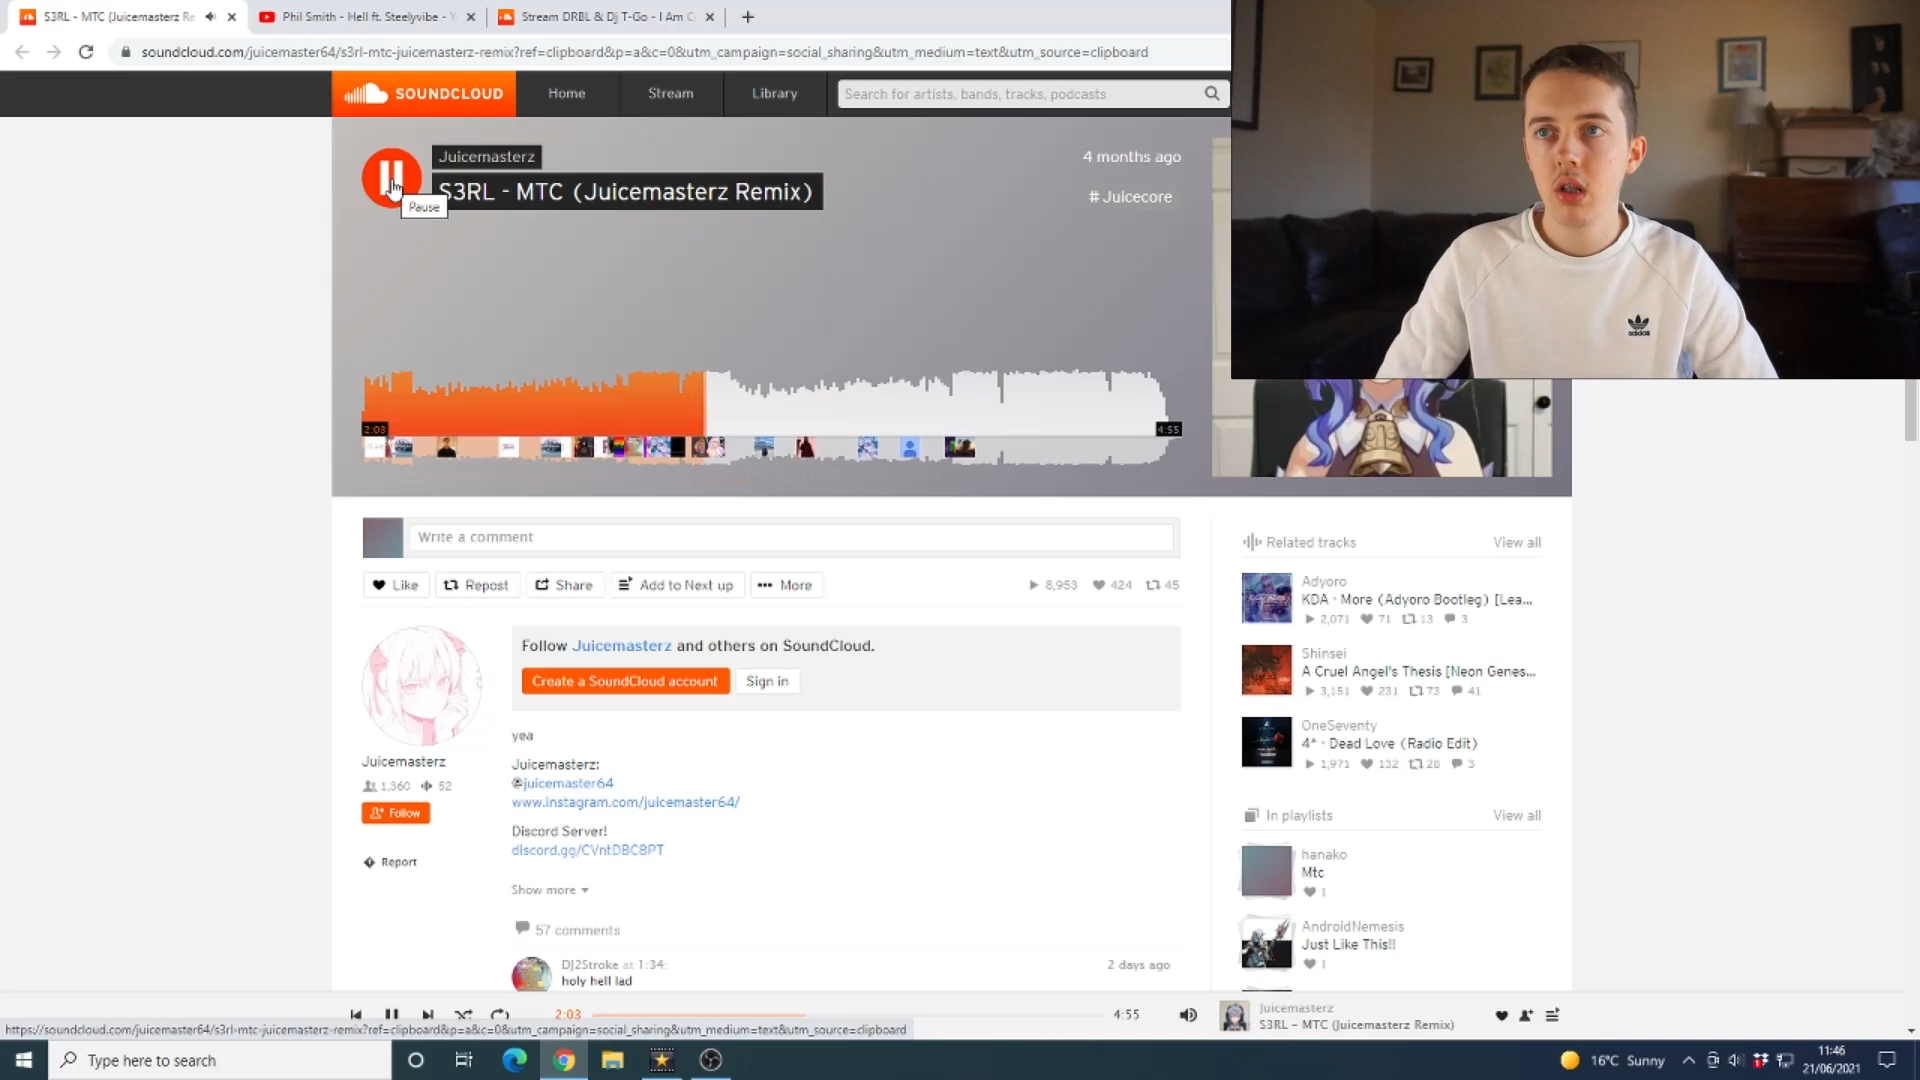 S3RL - MTC (Juicemasterz Re
Phil Smith - Hell ft. Steelyvibe -
Stream DRBL & Dj T-Go - I Am
soundcloud.com/juicemaster64/s3rl-mtc-juicemasterz-remix?ref=clipboard&p=a&c=0&utm_campaign=social_sharing&utm_medium=text&utm_source=clipboard
SOUNDCLOUD
Home
Stream
Library
Search for artists, bands, tracks, podcasts
Juicemasterz
4 months ago
S3RL - MTC (Juicemasterz Remix)
# Juicecore
Pause
adidas
2:03
4:55
Write a comment
Like
Repost
Share
Add to Next up
More
8,953
424
45
Follow Juicemasterz and others on SoundCloud.
Create a SoundCloud account
Sign in
Juicemasterz
1,360
52
Follow
Report
yea
Juicemasterz:
@juicemaster64
www.instagram.com/juicemaster64/
Discord Server!
discord.gg/CVntDBC8PT
Show more
57 comments
DJ2Stroke at 1:34:
2 days ago
holy hell lad
Related tracks
View all
Adyoro
KDA - More (Adyoro Bootleg) [Lea...
2,071
71
13
3
Shinsei
A Cruel Angel's Thesis [Neon Genes...
3,151
231
73
41
OneSeventy
4* - Dead Love (Radio Edit)
1,971
132
28
3
In playlists
View all
hanako
Mtc
1
AndroidNemesis
Just Like This!!
1
2:03
4:55
Juicemasterz
S3RL – MTC (Juicemasterz Remix)
https://soundcloud.com/juicemaster64/s3rl-mtc-juicemasterz-remix?ref=clipboard&p=a&c=0&utm_campaign=social_sharing&utm_medium=text&utm_source=clipboard
Type here to search
16°C Sunny
11:46
21/06/2021